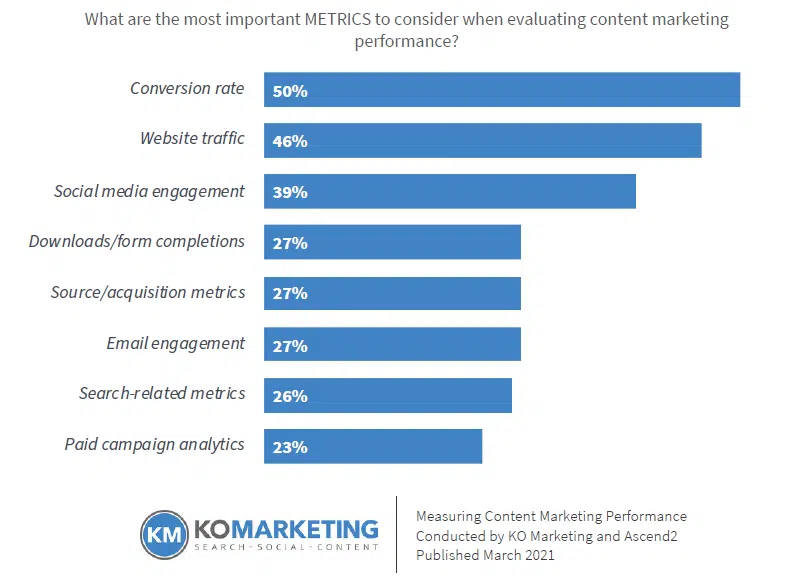 What are the most important METRICS to consider when evaluating content marketing
performance?
Conversion rate 50%
Website traffic 46%
Social media engagement 39%
Downloads/form completions 27%
Source/acquisition metrics 27%
Email engagement 27%
Search-related metrics 26%
Paid campaign analytics 23%
KM KOMARKETING
SEARCH · SOCIAL · CONTENT
Measuring Content Marketing Performance
Conducted by KO Marketing and Ascend2
Published March 2021